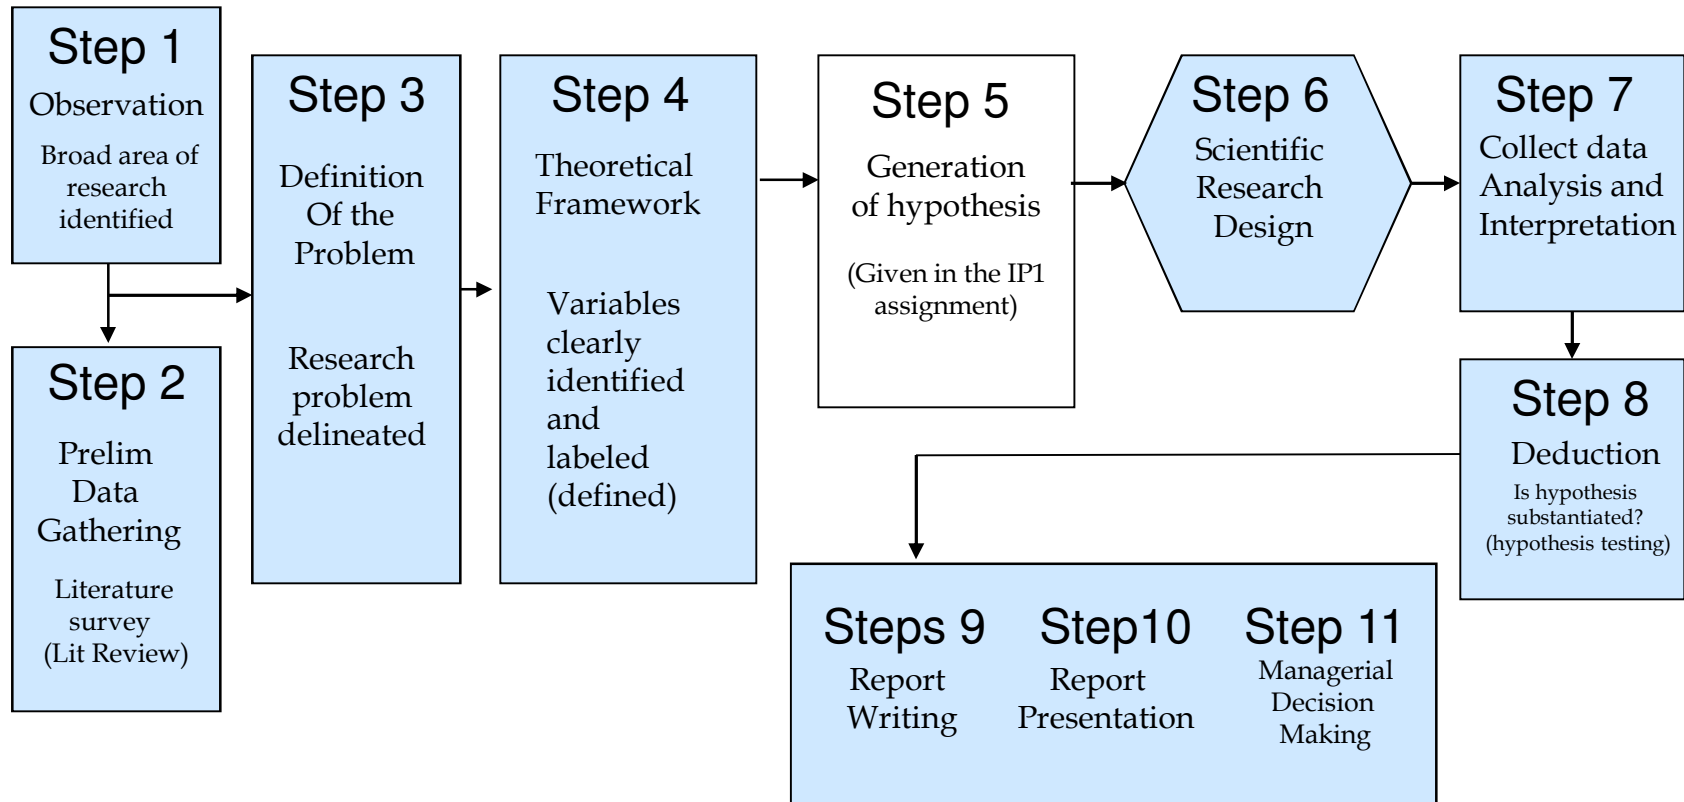 Step 1
Observation
Broad area of
research
identified
Step 2
Prelim
Data
Gathering
Literature
survey
(Lit Review)
Step 3
Definition
Of the
Problem
Research
problem
delineated
Step 4
Theoretical
Framework
Variables
clearly
identified
and
labeled
(defined)
Step 5
Generation
of hypothesis
(Given in the IP1
assignment)
Step 6
Scientific
Research
Design
Step 7
Collect data
Analysis and
Interpretation
Step 8
Deduction
Is hypothesis
substantiated?
(hypothesis testing)
Steps 9
Report
Writing
Step10
Report
Presentation
Step 11
Managerial
Decision
Making